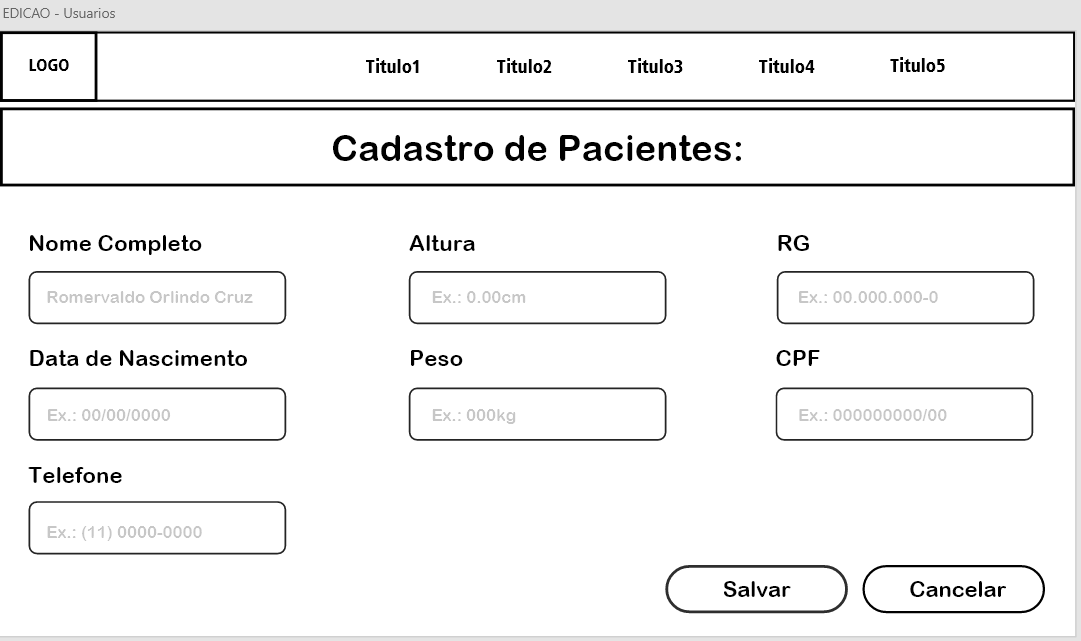 EDICAO - Usuarios
LOGO Titulo1 Titulo2 Titulo3 Titulo4 Titulo5
Cadastro de Pacientes:
Nome Completo Altura RG
Romervaldo Orlindo Cruz Ex.: 0.00cm Ex.: 00.000.000-0
Data de Nascimento Peso CPF
Ex.: 00/00/0000 Ex.: 000kg Ex.: 000000000/00
Telefone
Ex.: (11) 0000-0000
Salvar Cancelar